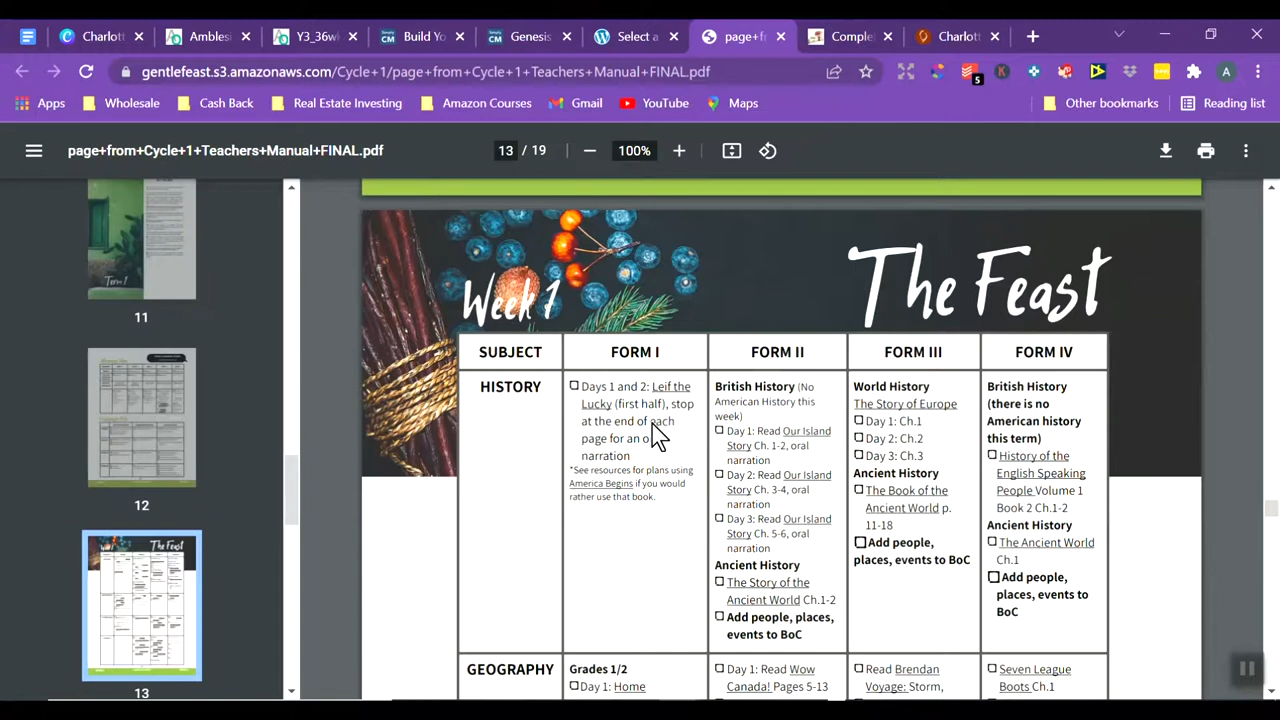 Charlott
Amblesi
Y3_36w
Build Yo
Genesis
Select a
page+f
Comple
Charlott
gentlefeast.s3.amazonaws.com/Cycle+1/page+from+Cycle+1+Teachers+Manual+FINAL.pdf
5
K
A
Apps
Wholesale
Cash Back
Real Estate Investing
Amazon Courses
Gmail
YouTube
Maps
Other bookmarks
Reading list
page+from+Cycle+1+Teachers+Manual+FINAL.pdf
13 / 19
100%
Term 1
11
12
The Feast
13
Week 1
The Feast
SUBJECT
FORM I
FORM II
FORM III
FORM IV
HISTORY
Days 1 and 2: Leif the
Lucky (first half), stop
at the end of each
page for an
narration
*See resources for plans using
America Begins if you would
rather use that book.
British History (No
American History this
week)
Day 1: Read Our Island
Story Ch. 1-2, oral
narration
Day 2: Read Our Island
Story Ch. 3-4, oral
narration
Day 3: Read Our Island
Story Ch. 5-6, oral
narration
Ancient History
The Story of the
Ancient World Ch.1-2
Add people, places,
events to BoC
World History
The Story of Europe
Day 1: Ch.1
Day 2: Ch.2
Day 3: Ch.3
Ancient History
The Book of the
Ancient World p.
11-18
Add people,
places, events to BoC
British History
(there is no
American history
this term)
History of the
English Speaking
People Volume 1
Book 2 Ch.1-2
Ancient History
The Ancient World
Ch.1
Add people,
places, events to
BoC
GEOGRAPHY
Grades 1/2
Day 1: Home
Day 1: Read Wow
Canada! Pages 5-13
Read Brendan
Voyage: Storm,
Seven League
Boots Ch.1